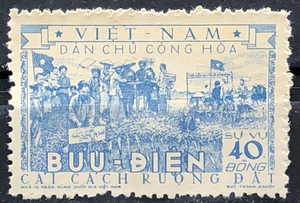 VIỆT-NAM
DÂN CHỦ CỘNG HÒA
SỰ VỤ
40
ĐỒNG
BƯU-ĐIỆN
CẢI CÁCH RUỘNG ĐẤT